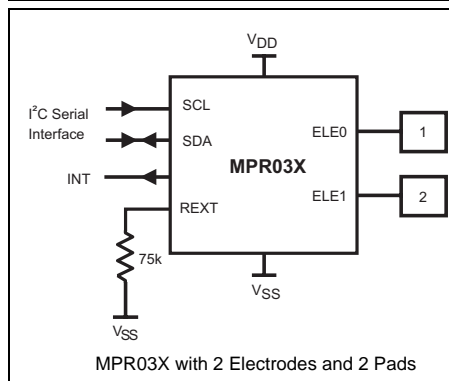 VDD
I²C Serial
Interface
SCL
SDA
INT
REXT
MPR03X
ELE0
1
ELE1
2
75k
VSS
VSS
MPR03X with 2 Electrodes and 2 Pads